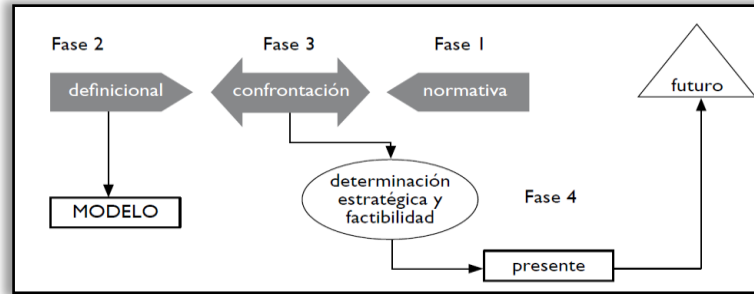 Fase 2
Fase 3
Fase 1
definicional
confrontación
normativa
futuro
determinación
estratégica y
factibilidad
MODELO
Fase 4
presente